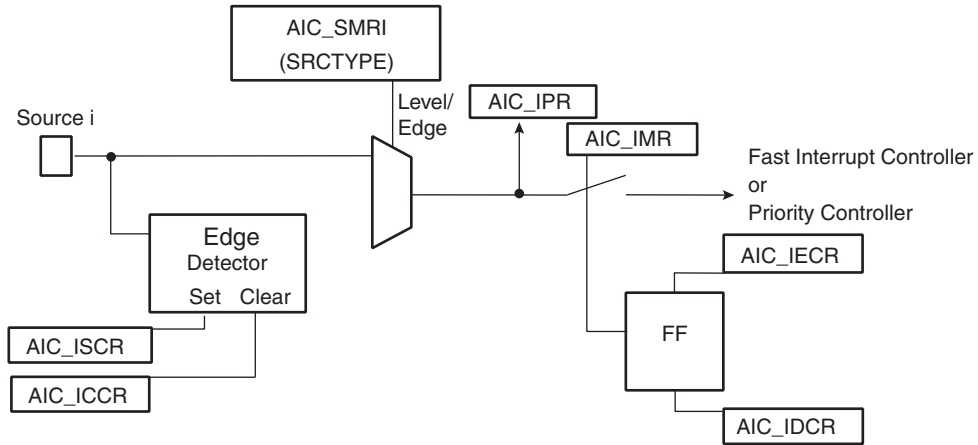 AIC_SMRI
(SRCTYPE)
Level/
Edge
AIC_IPR
Source i
AIC_IMR
Fast Interrupt Controller
or
Priority Controller
Edge
Detector
Set Clear
AIC_IECR
FF
AIC_ISCR
AIC_ICCR
AIC_IDCR